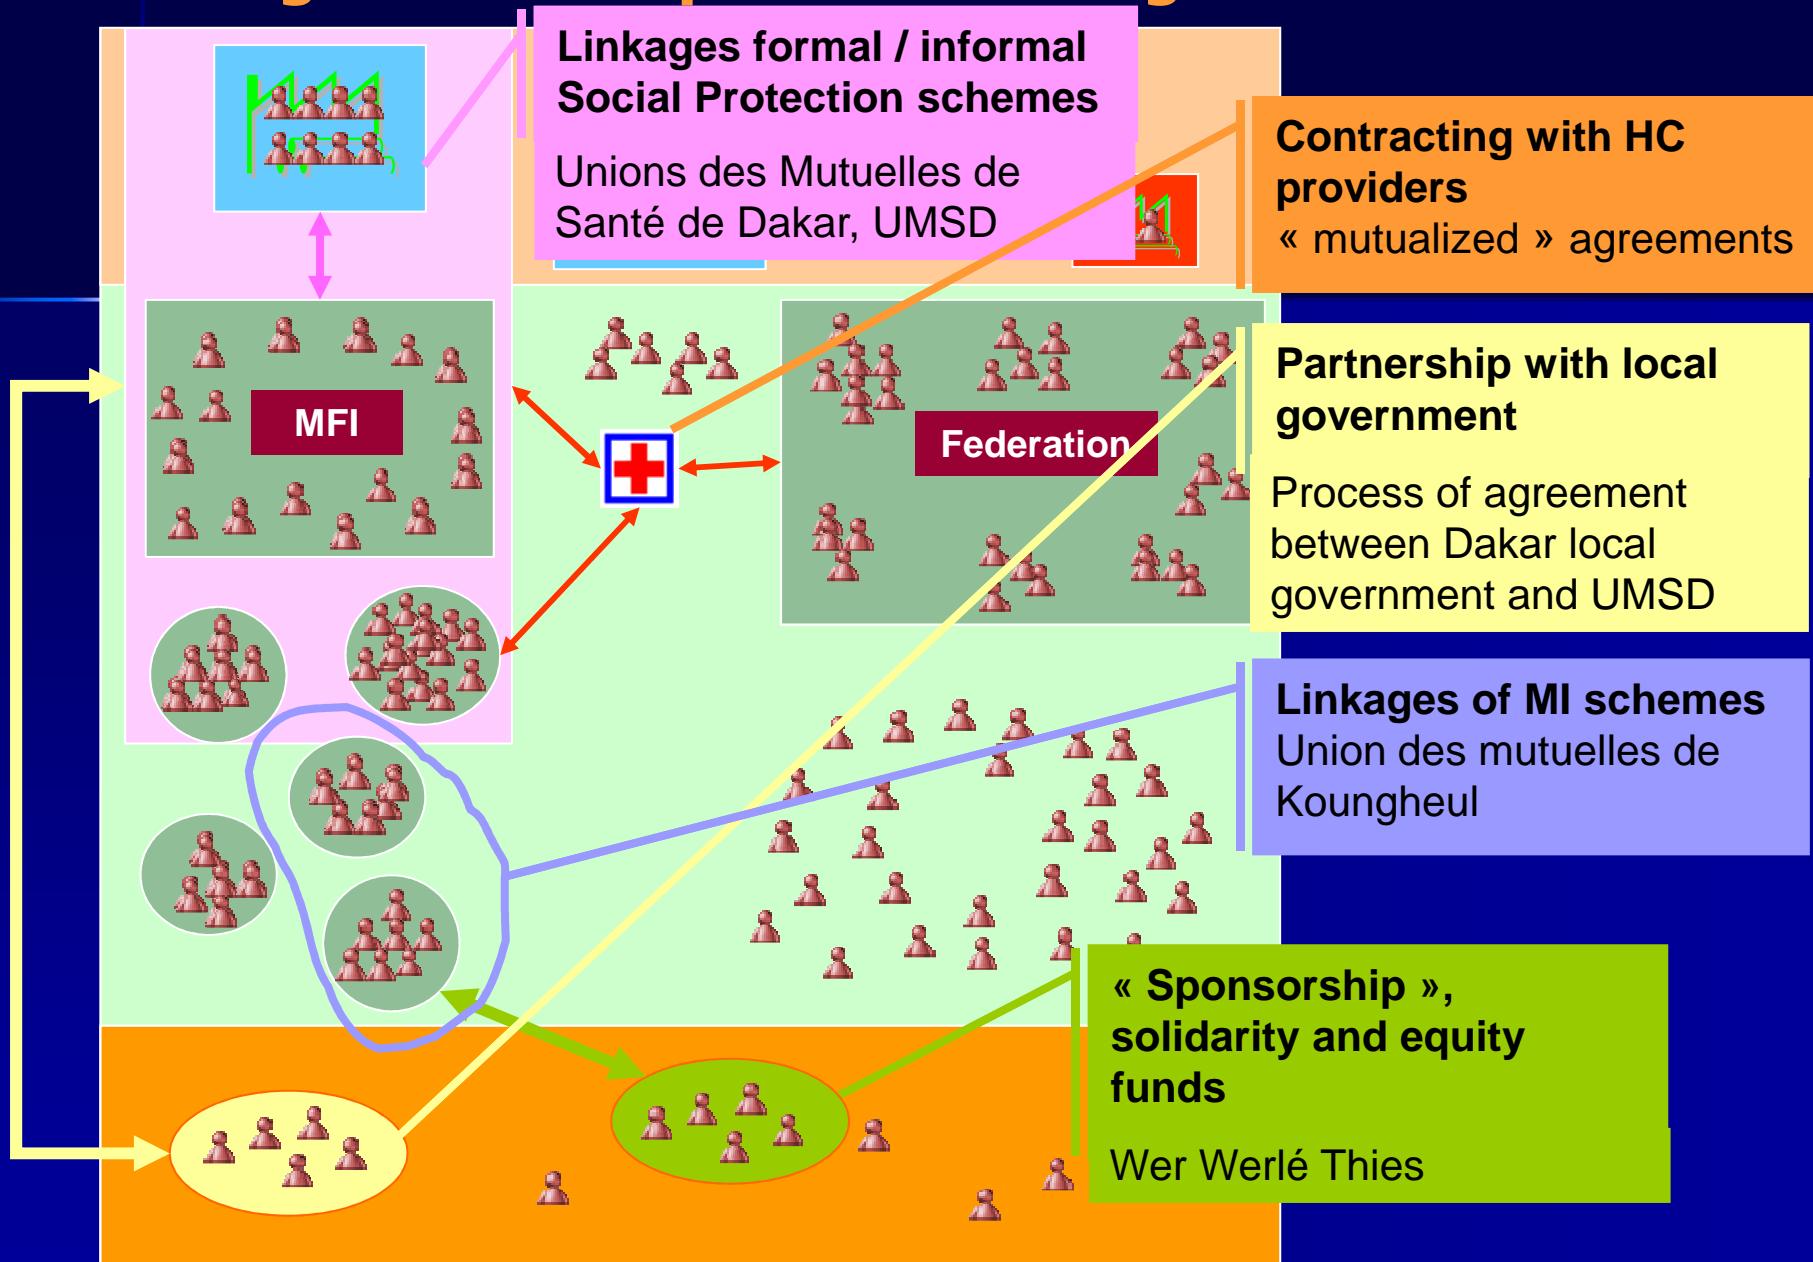 Linkages formal / informal
Social Protection schemes
Unions des Mutuelles de
Santé de Dakar, UMSD
Contracting with HC
providers
« mutualized » agreements
MFI
Federation
Partnership with local
government
Process of agreement
between Dakar local
government and UMSD
Linkages of MI schemes
Union des mutuelles de
Koungheul
« Sponsorship »,
solidarity and equity
funds
Wer Werlé Thies